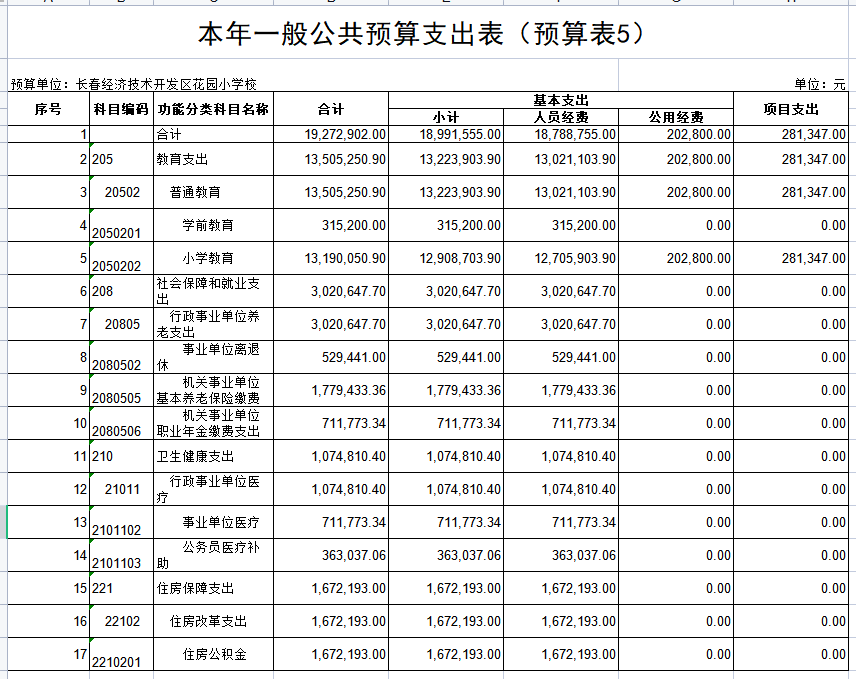 本年一般公共预算支出表（预算表5）
预算单位：长春经济技术开发区花园小学校 单位：元
序号 科目编码 功能分类科目名称 合计 基本支出 项目支出
小计 人员经费 公用经费
1 合计 19,272,902.00 18,991,555.00 18,788,755.00 202,800.00 281,347.00
2 205 教育支出 13,505,250.90 13,223,903.90 13,021,103.90 202,800.00 281,347.00
3 20502 普通教育 13,505,250.90 13,223,903.90 13,021,103.90 202,800.00 281,347.00
4 2050201 学前教育 315,200.00 315,200.00 315,200.00 0.00 0.00
5 2050202 小学教育 13,190,050.90 12,908,703.90 12,705,903.90 202,800.00 281,347.00
6 208 社会保障和就业支
出 3,020,647.70 3,020,647.70 3,020,647.70 0.00 0.00
7 20805 行政事业单位养
老支出 3,020,647.70 3,020,647.70 3,020,647.70 0.00 0.00
8 2080502 事业单位离退
休 529,441.00 529,441.00 529,441.00 0.00 0.00
9 2080505 机关事业单位
基本养老保险缴费 1,779,433.36 1,779,433.36 1,779,433.36 0.00 0.00
10 2080506 机关事业单位
职业年金缴费支出 711,773.34 711,773.34 711,773.34 0.00 0.00
11 210 卫生健康支出 1,074,810.40 1,074,810.40 1,074,810.40 0.00 0.00
12 21011 行政事业单位医
疗 1,074,810.40 1,074,810.40 1,074,810.40 0.00 0.00
13 2101102 事业单位医疗 711,773.34 711,773.34 711,773.34 0.00 0.00
14 2101103 公务员医疗补
助 363,037.06 363,037.06 363,037.06 0.00 0.00
15 221 住房保障支出 1,672,193.00 1,672,193.00 1,672,193.00 0.00 0.00
16 22102 住房改革支出 1,672,193.00 1,672,193.00 1,672,193.00 0.00 0.00
17 2210201 住房公积金 1,672,193.00 1,672,193.00 1,672,193.00 0.00 0.00